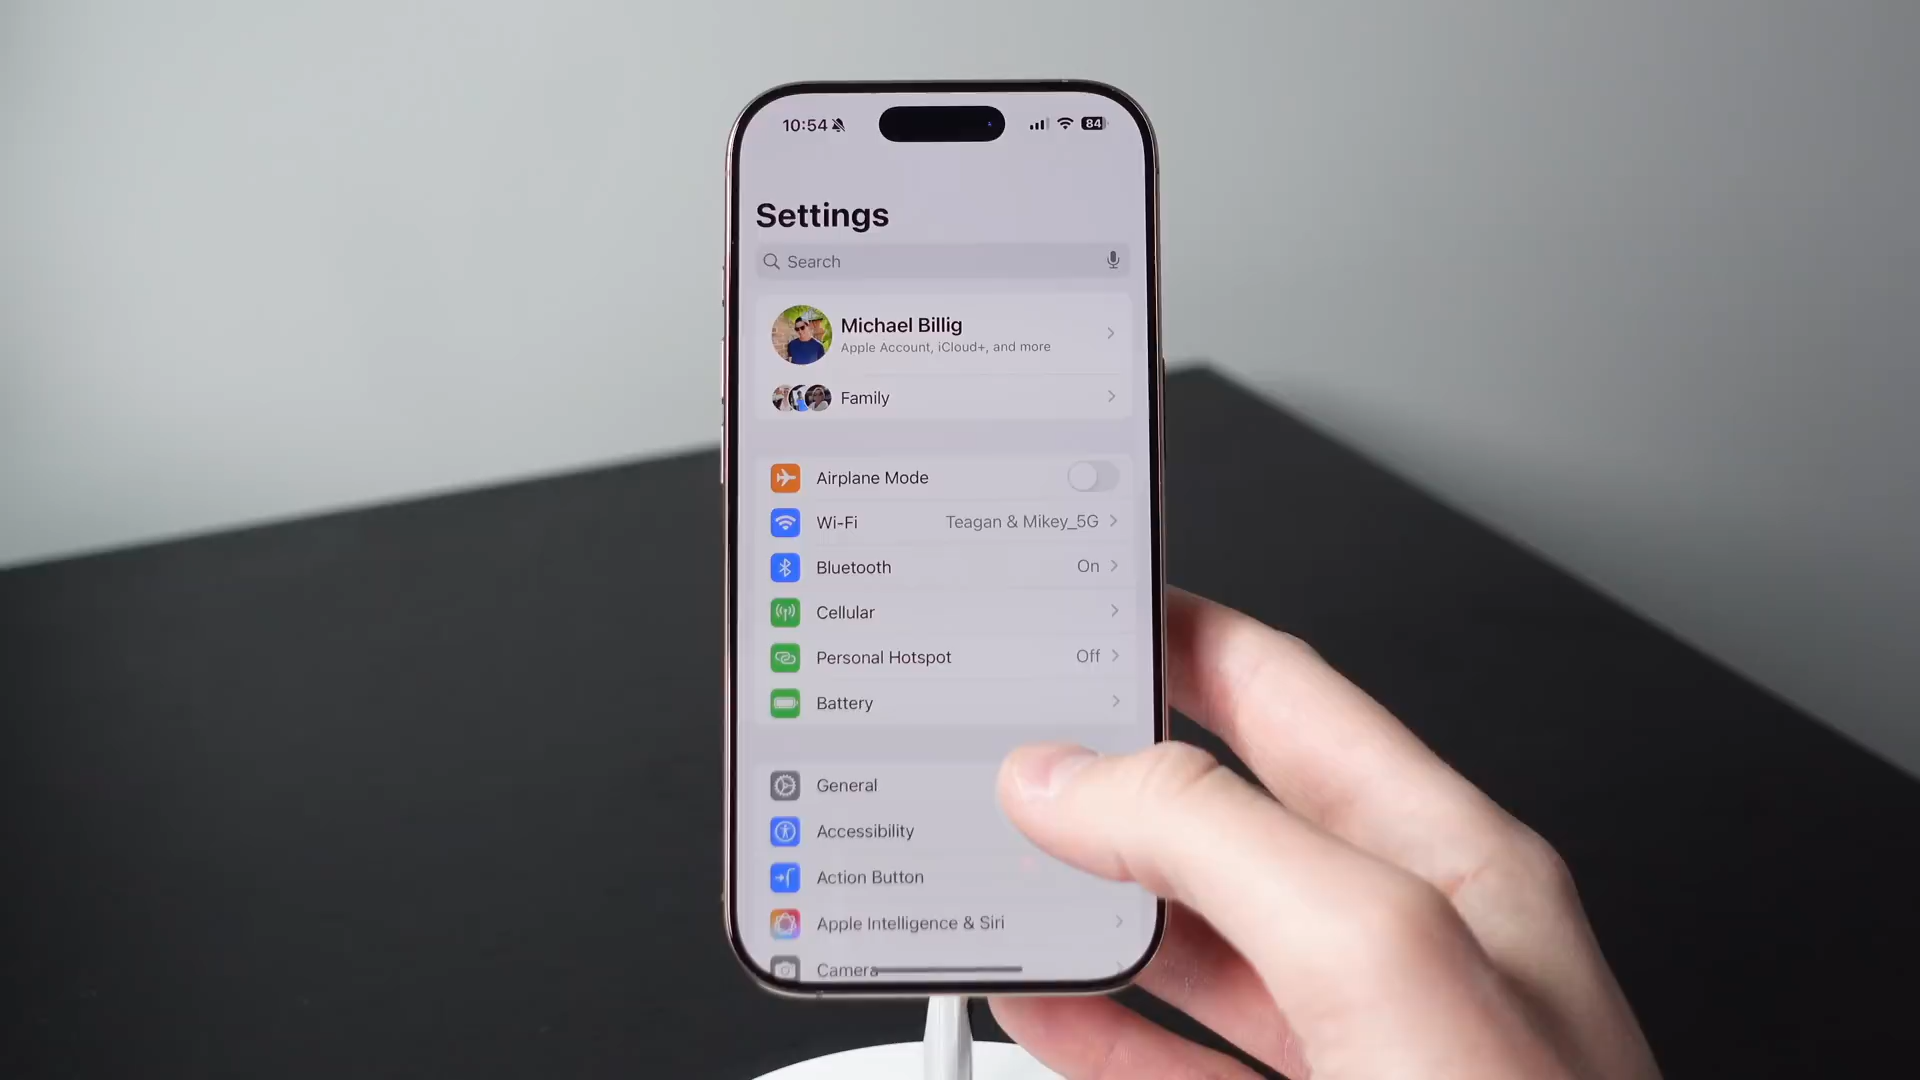 10:54
84
Settings
Search
Michael Billig
Apple Account, iCloud+, and more
Family
Airplane Mode
Wi-Fi Teagan & Mikey_5G
Bluetooth On
Cellular
Personal Hotspot Off
Battery
General
Accessibility
Action Button
Apple Intelligence & Siri
Camera